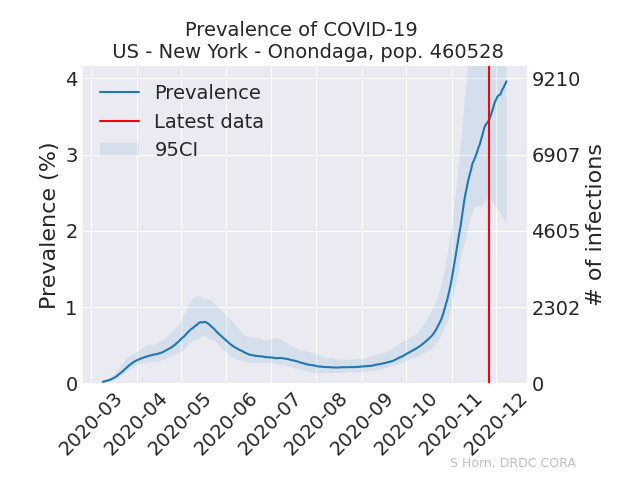 Prevalence of COVID-19
US - New York - Onondaga, pop. 460528
Prevalence
Latest data
95CI
Prevalence (%)
4
3
2
1
0
9210
6907
4605
2302
0
# of infections
2020-03
2020-04
2020-05
2020-06
2020-07
2020-08
2020-09
2020-10
2020-11
2020-12
S Horn, DRDC CORA